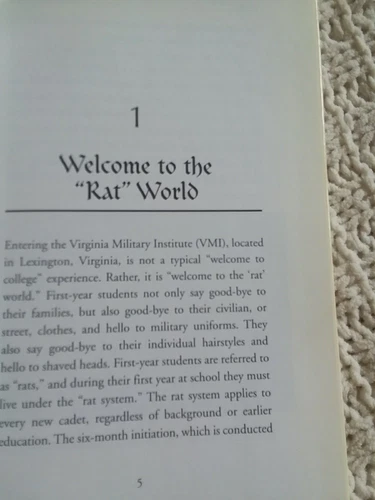 1
Welcome to the
“Rat” World
Entering the Virginia Military Institute (VMI), located
in Lexington, Virginia, is not a typical “welcome to
college” experience. Rather, it is “welcome to the ‘rat’
world.” First-year students not only say good-bye to
their families, but also good-bye to their civilian, or
street, clothes, and hello to military uniforms. They
also say good-bye to their individual hairstyles and
hello to shaved heads. First-year students are referred to
as “rats,” and during their first year at school they must
live under the “rat system.” The rat system applies to
every new cadet, regardless of background or earlier
education. The six-month initiation, which is conducted
5